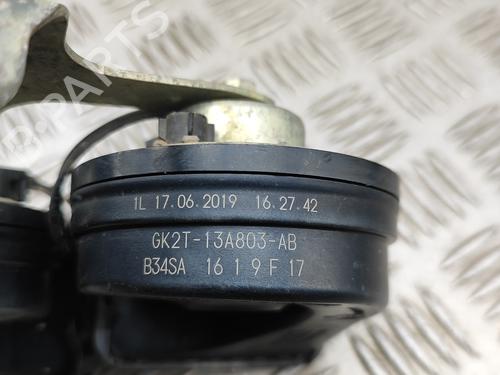 1L 17.06.2019 16.27.42
GK2T-13A803-AB
B34SA 16 1 9 F 17